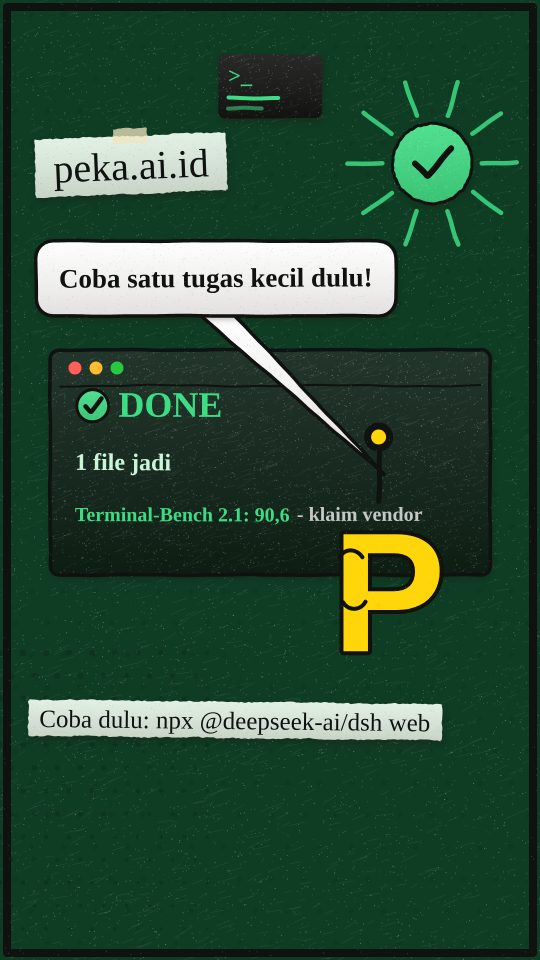 >_
peka.ai.id
Coba satu tugas kecil dulu!
DONE
1 file jadi
Terminal-Bench 2.1: 90,6 - klaim vendor
P
Coba dulu: npx @deepseek-ai/dsh web